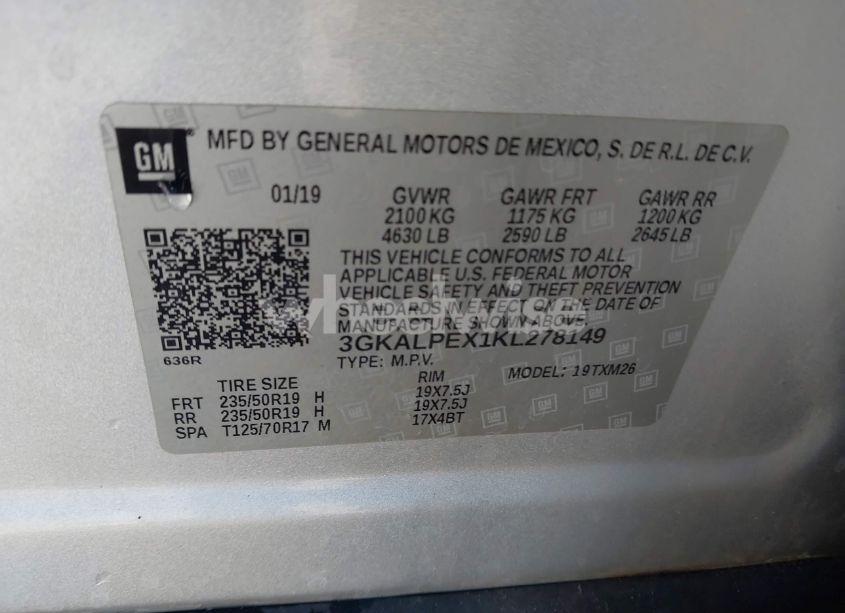 GM
MFD BY GENERAL MOTORS DE MEXICO, S. DE R.L. DE C.V.
01/19 GVWR GAWR FRT GAWR RR
2100 KG 1175 KG 1200 KG
4630 LB 2590 LB 2645 LB
THIS VEHICLE CONFORMS TO ALL
APPLICABLE U.S. FEDERAL MOTOR
VEHICLE SAFETY AND THEFT PREVENTION
STANDARDS IN EFFECT ON THE DATE OF
MANUFACTURE SHOWN ABOVE.
3GKALPEX1KL278149
636R
TYPE: M.P.V. MODEL: 19TXM26
TIRE SIZE RIM
FRT 235/50R19 H 19X7.5J
RR 235/50R19 H 19X7.5J
SPA T125/70R17 M 17X4BT